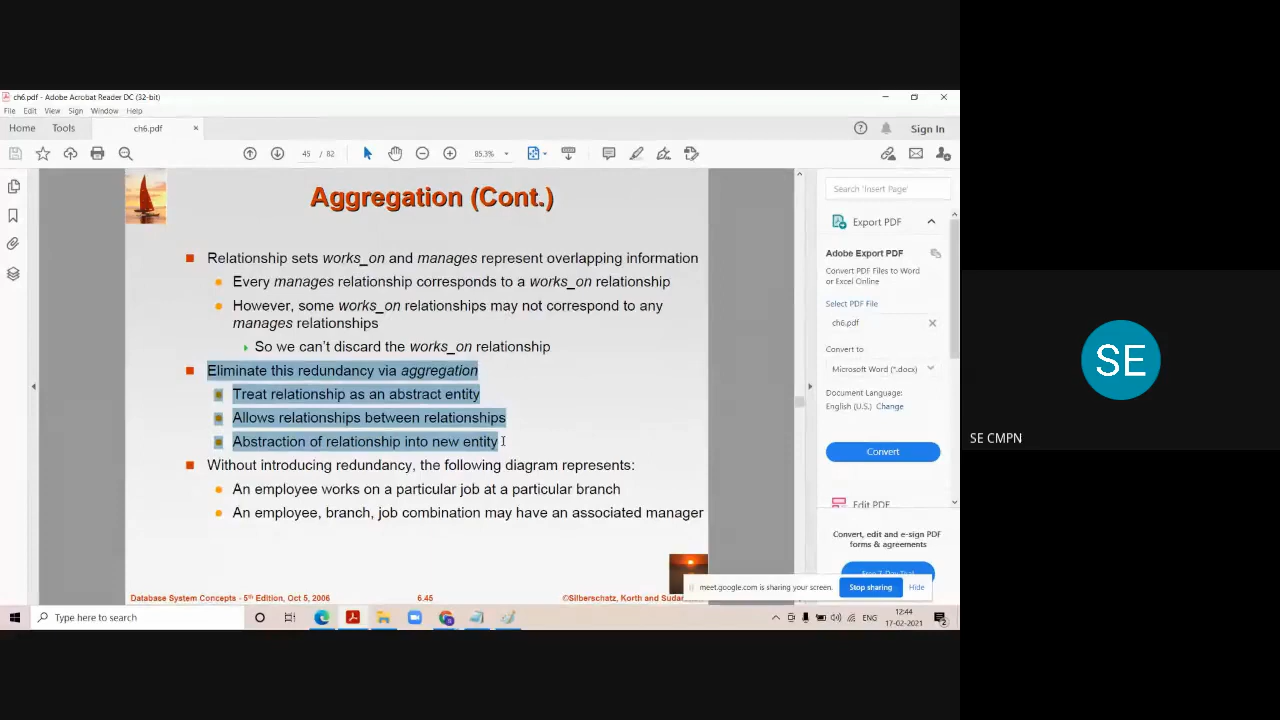 ch6.pdf - Adobe Acrobat Reader DC (32-bit)
File Edit View Sign Window Help
Home Tools ch6.pdf × Sign In
45 / 82 85.3%
Aggregation (Cont.)
Relationship sets works_on and manages represent overlapping information
Every manages relationship corresponds to a works_on relationship
However, some works_on relationships may not correspond to any
manages relationships
So we can't discard the works_on relationship
Eliminate this redundancy via aggregation
Treat relationship as an abstract entity
Allows relationships between relationships
Abstraction of relationship into new entity
Without introducing redundancy, the following diagram represents:
An employee works on a particular job at a particular branch
An employee, branch, job combination may have an associated manager
Database System Concepts - 5th Edition, Oct 5, 2006 6.45 ©Silberschatz, Korth and
Search 'Insert Page'
Export PDF
Adobe Export PDF
Convert PDF Files to Word
or Excel Online
Select PDF File
ch6.pdf
Convert to
Microsoft Word (*.docx)
Document Language:
English (U.S.) Change
Convert
Edit PDF
Convert, edit and e-sign PDF
forms & agreements
meet.google.com is sharing your screen. Stop sharing Hide
Type here to search
ENG
12:44
17-02-2021
2
SE
SE CMPN